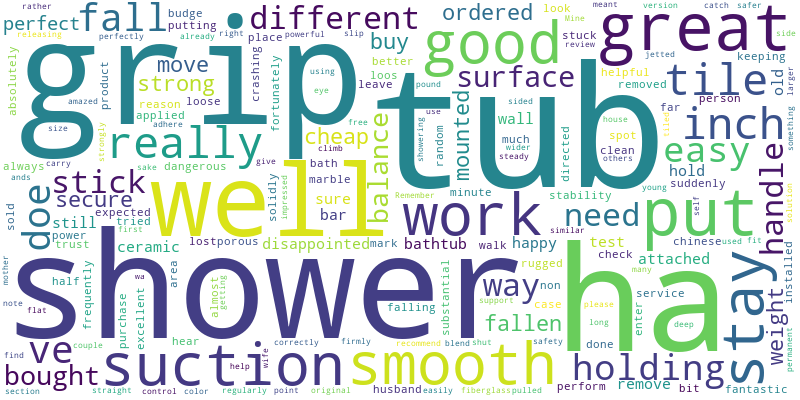 rather
perfect
fall
budge
putting
different
ordered
look
Mine
meant
version
catch
safer
releasing
perfectly
already
right
powerful
slip
place
buy
good
stuck
review
great
jetted
side
grip
tub
absolutely
product
move
strong
reason
applied
loose
crashing
fortunately
amazed
size
strongly
adhere
using
eye
loos
better
leave
pound
free
surface
helpful
removed
keeping
tile
old
larger
sided
use
wall
house
far
person
inch
something
really
cheap
balance
mounted
showering
wider
steady
random
directed
much
spot
clean
others
tiled
climb
always
carry
sake
dangerous
give
bath
marble
impressed
Remember
minute
stability
easy
hold
suddenly
young
self
solution
ands
stick
secure
well
solidly
sure
bar
work
need
put
handle
doe
sold
expected
still
tried
power
trust
first
ceramic
lost
porous
disappointed
mark
bathtub
walk
happy
similar
test
check
chinese
used
fit
many
attached
mother
note
flat
half
frequently
purchase
excellent
wa
area
shower
almost
getting
falling
substantial
support
way
rugged
case
non
fallen
safety
ha
service
please
long
done
enter
deep
stay
weight
installed
permanent
ve
couple
hear
correctly
firmly
recommend
blend
shut
find
bought
suction
help
wife
smooth
holding
section
straight
control
color
regularly
point
original
husband
easily
fiberglass
pulled
perform
remove
bit
fantastic